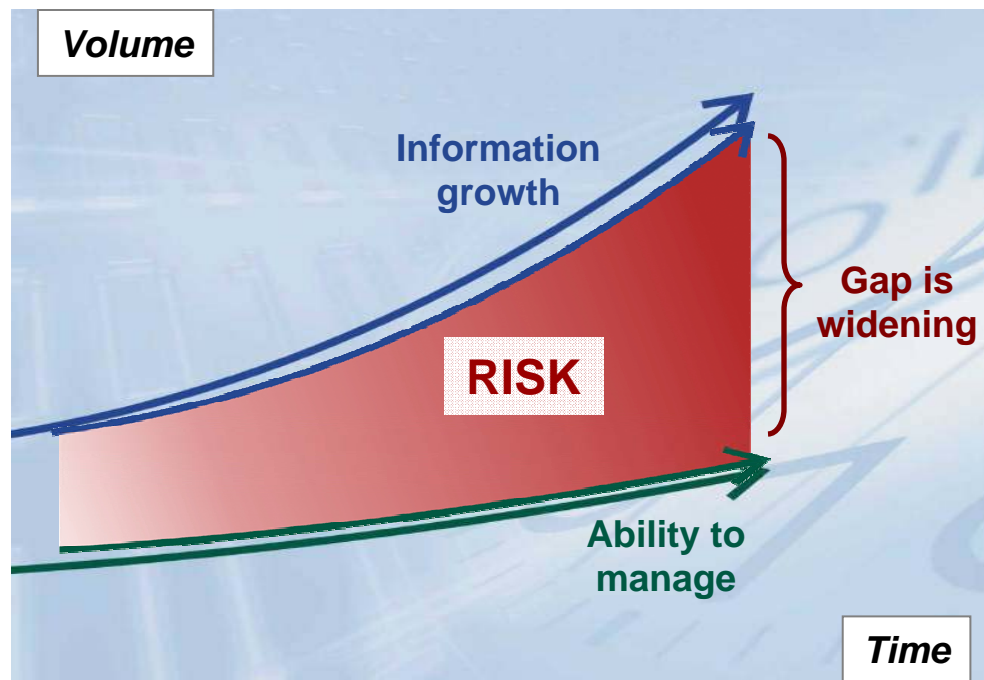 Volume
Information
growth
Gap is
widening
RISK
Ability to
manage
Time